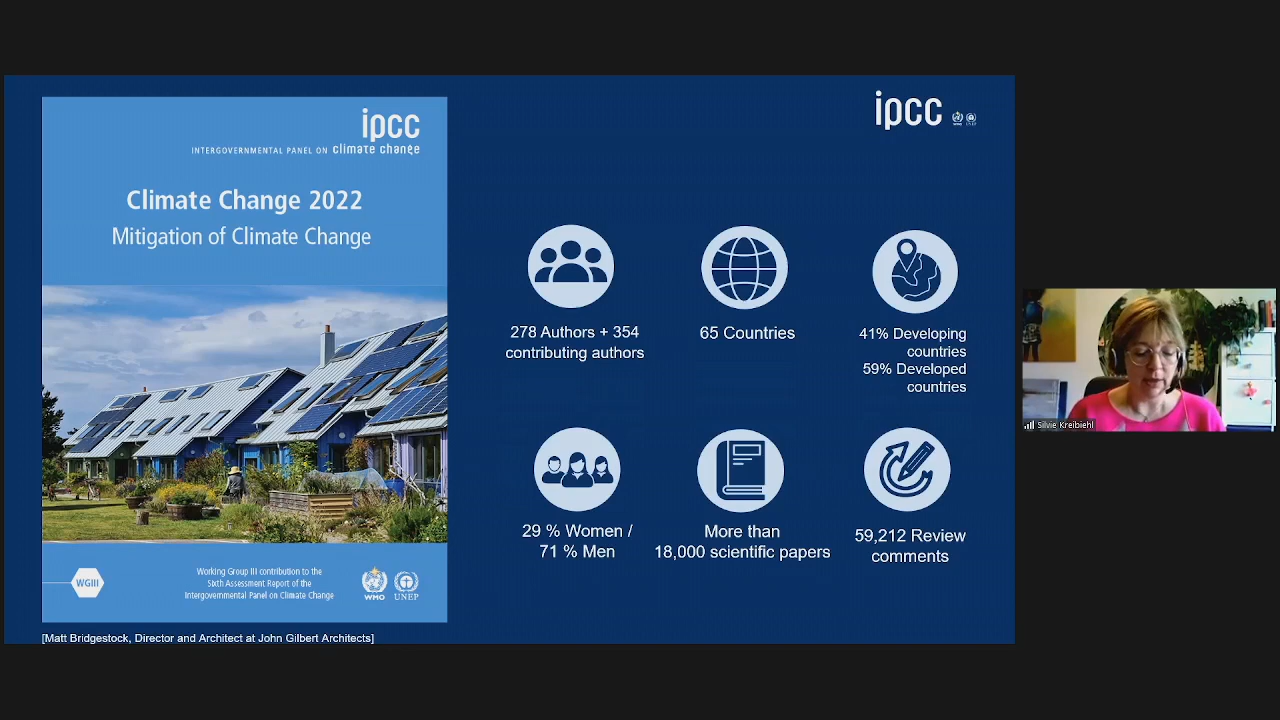 ipcc
INTERGOVERNMENTAL PANEL ON climate change
Climate Change 2022
Mitigation of Climate Change
WGIII
Working Group III contribution to the
Sixth Assessment Report of the
Intergovernmental Panel on Climate Change
WMO
UNEP
[Matt Bridgestock, Director and Architect at John Gilbert Architects]
ipcc
WMO
UNEP
278 Authors + 354
contributing authors
65 Countries
41% Developing
countries
59% Developed
countries
29 % Women /
71 % Men
More than
18,000 scientific papers
59,212 Review
comments
Silvie Kreibiehl